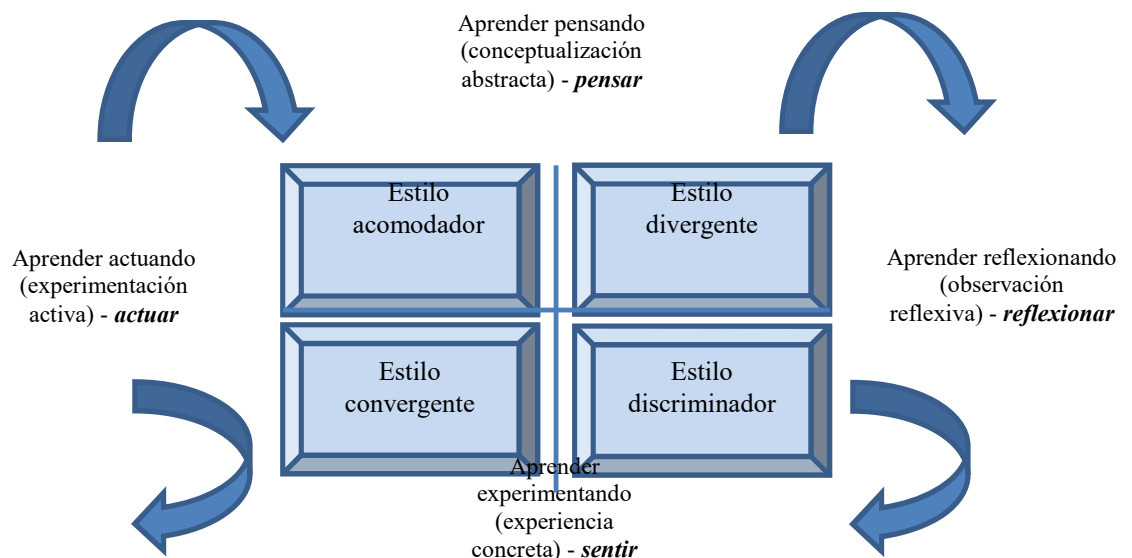 Aprender pensando
(conceptualización
abstracta) - pensar
Estilo
acomodador
Estilo
divergente
Aprender actuando
(experimentación
activa) - actuar
Aprender reflexionando
(observación
reflexiva) - reflexionar
Estilo
convergente
Estilo
discriminador
Aprender
experimentando
(experiencia
concreta) - sentir